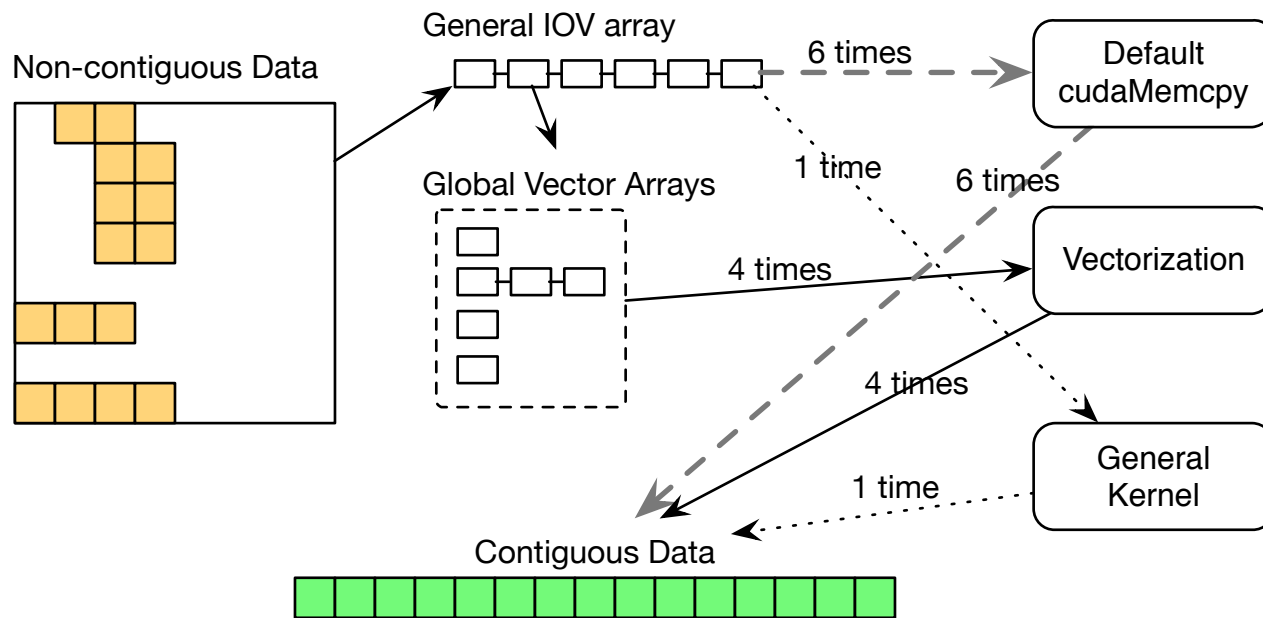 General IOV array
Non-contiguous Data
6 times
Default
cudaMemcpy
1 time
6 times
Global Vector Arrays
4 times
Vectorization
4 times
General
Kernel
1 time
Contiguous Data